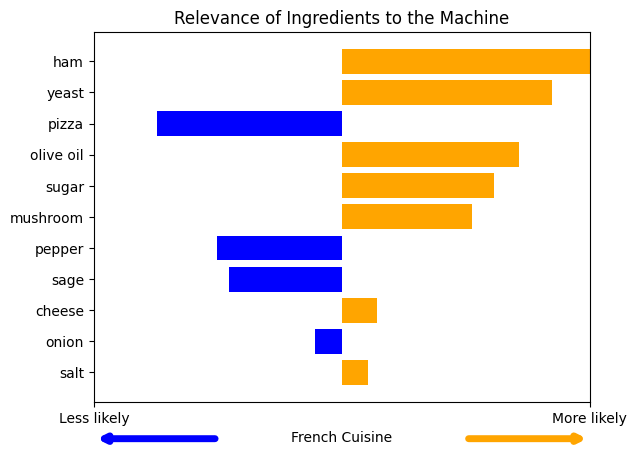 Relevance of Ingredients to the Machine
ham
yeast
pizza
olive oil
sugar
mushroom
pepper
sage
cheese
onion
salt
Less likely
More likely
French Cuisine